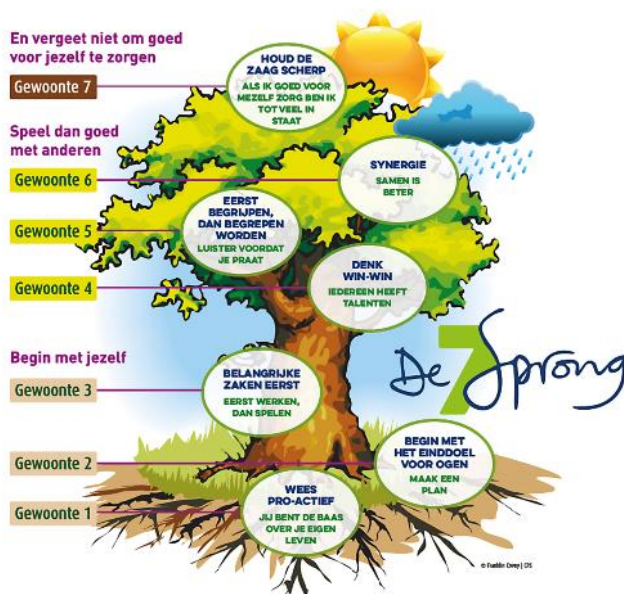 En vergeet niet om goed
voor jezelf te zorgen
Gewoonte 7
HOUD DE
ZAAG SCHERP
ALS IK GOED VOOR
MEZELF ZORG BEN IK
TOT VEEL IN
STAAT
Speel dan goed
met anderen
Gewoonte 6
SYNERGIE
SAMEN IS
BETER
Gewoonte 5
EERST
BEGRIJPEN,
DAN BEGREPEN
WORDEN
LUISTER VOORDAT
JE PRAAT
Gewoonte 4
DENK
WIN-WIN
IEDEREEN HEEFT
TALENTEN
De 7Sprong
Begin met jezelf
Gewoonte 3
BELANGRIJKE
ZAKEN EERST
EERST WERKEN,
DAN SPELEN
Gewoonte 2
BEGIN MET
HET EINDDOEL
VOOR OGEN
MAAK EEN
PLAN
Gewoonte 1
WEES
PRO-ACTIEF
JIJ BENT DE BAAS
OVER JE EIGEN
LEVEN
© Franklin Covey | CPS